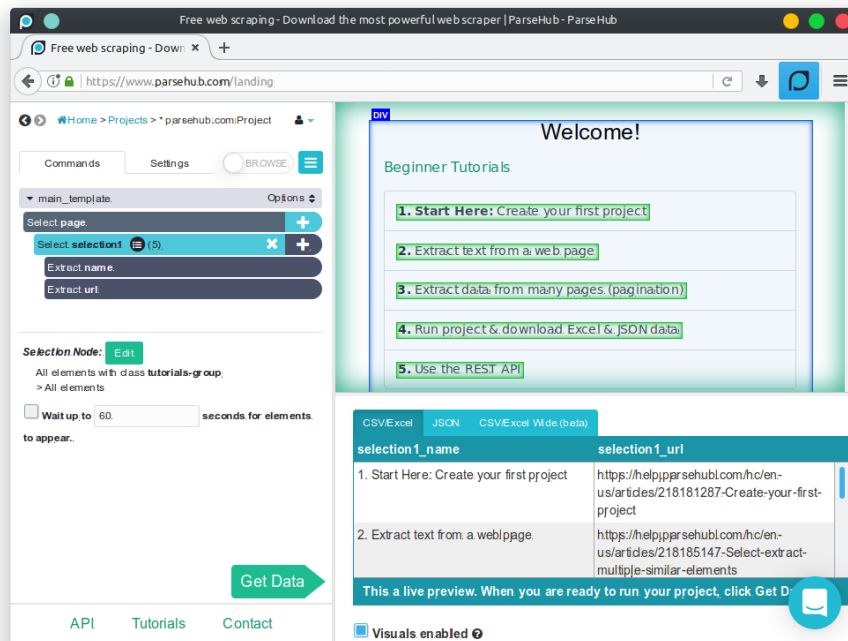 Free web scraping - Download the most powerful web scraper | ParseHub - ParseHub
Free web scraping - Down
https://www.parsehub.com/landing
Home > Projects > * parsehub.com Project
Commands
Settings
BROWSE
main_template
Options
Select page
Select selection1 (5)
Extract name
Extract url
Selection Node: Edit
All elements with class tutorials-group
> All elements
Wait up to 60 seconds for elements
to appear.
Get Data
API
Tutorials
Contact
DIV
Welcome!
Beginner Tutorials
1. Start Here: Create your first project
2. Extract text from a web page
3. Extract data from many pages (pagination)
4. Run project & download Excel & JSON data
5. Use the REST API
CSV/Excel
JSON
CSV/Excel Wide (beta)
selection1_name
selection1_url
1. Start Here: Create your first project
https://help.parsehub.com/hc/en-
us/articles/218181287-Create-your-first-
project
2. Extract text from a web page
https://help.parsehub.com/hc/en-
us/articles/218185147-Select-extract-
multiple-similar-elements
This a live preview. When you are ready to run your project, click Get D
Visuals enabled